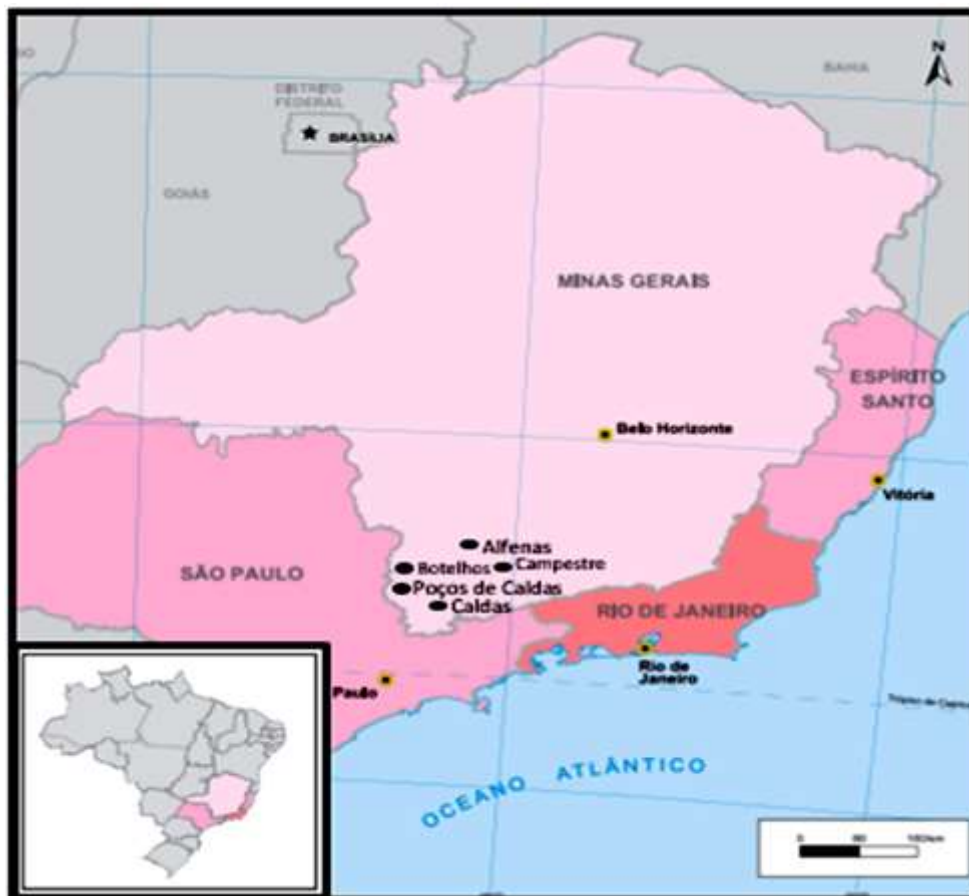 N
BAHIA
DISTRITO
FEDERAL
BRASÍLIA
GOIÁS
MINAS GERAIS
ESPÍRITO
SANTO
Belo Horizonte
Vitória
Alfenas
Botelhos
Campestre
SÃO PAULO
Poços de Caldas
Caldas
RIO DE JANEIRO
Rio de
Janeiro
Paulo
OCEANO ATLÂNTICO
0